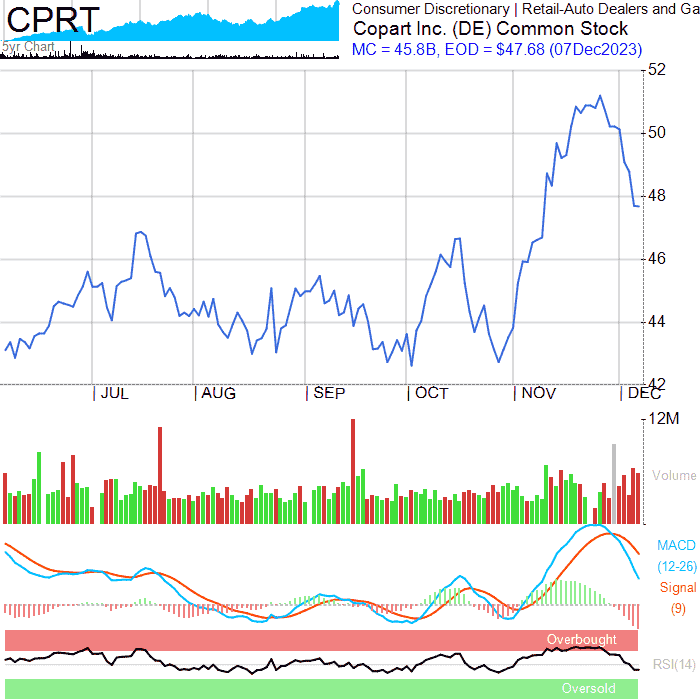 CPRT
5yr Chart
Consumer Discretionary | Retail-Auto Dealers and Ga
Copart Inc. (DE) Common Stock
MC = 45.8B, EOD = $47.68 (07Dec2023)
52
50
48
46
44
42
JUL
AUG
SEP
OCT
NOV
DEC
12M
Volume
MACD
(12-26)
Signal
(9)
Overbought
RSI(14)
Oversold